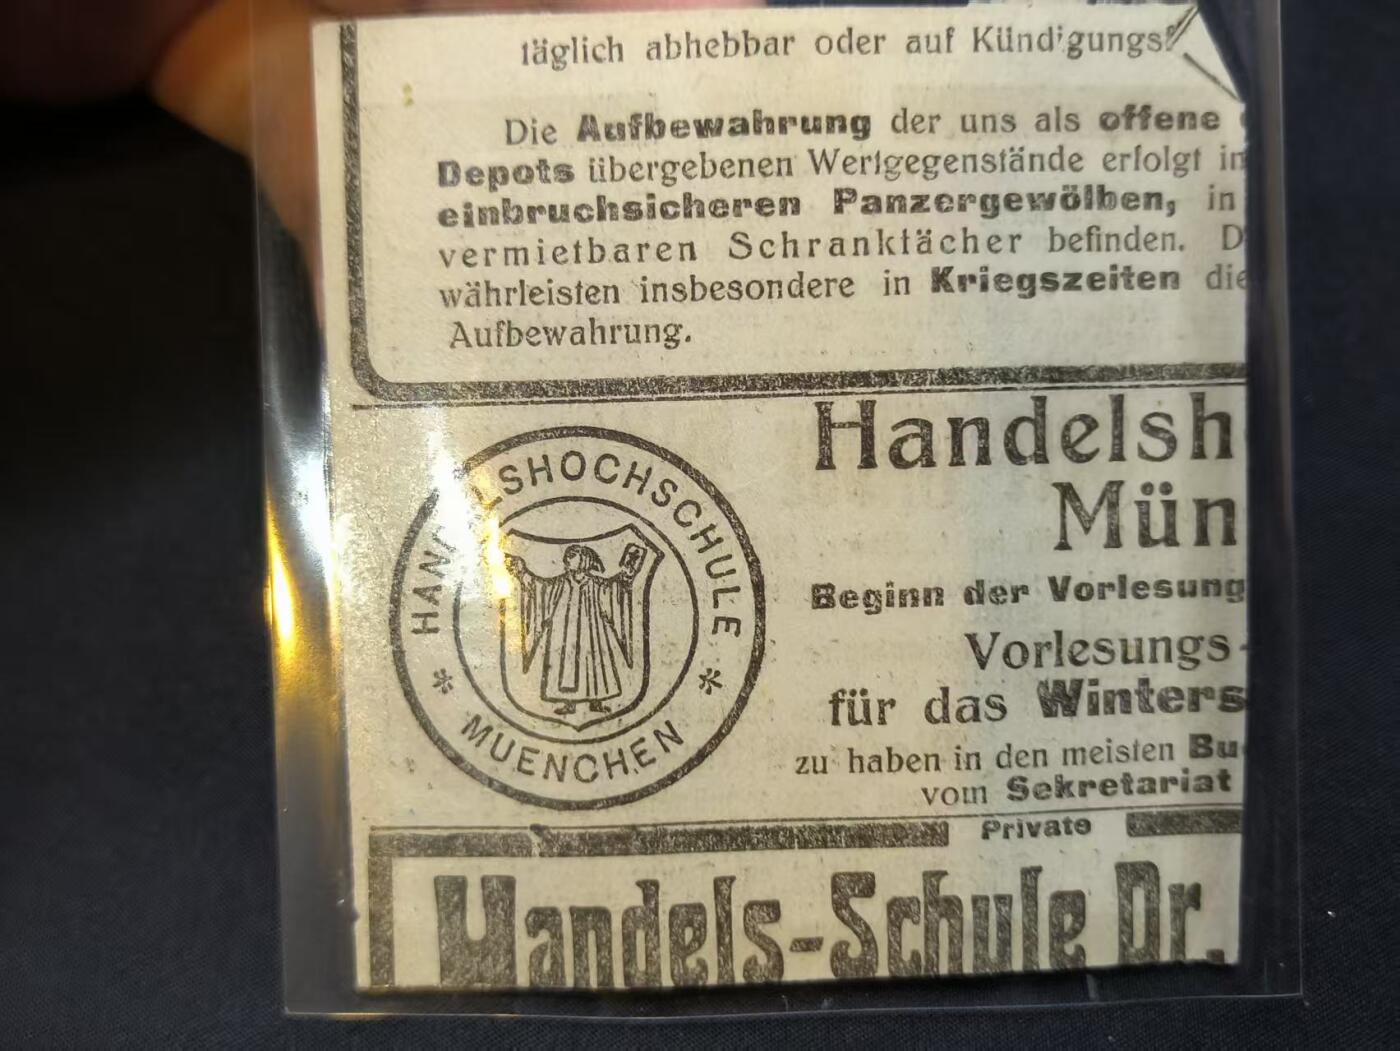 täglich abhebbar oder auf Kündigungs
Die Aufbewahrung der uns als offene
Depots übergebenen Wertgegenstände erfolgt in
einbruchsicheren Panzergewölben, in
vermietbaren Schrankfächer befinden. D
währleisten insbesondere in Kriegszeiten die
Aufbewahrung.
HANDELSHOCHSCHULE
* MUENCHEN *
Handelsh
Mün
Beginn der Vorlesung
Vorlesungs-
für das Winters
zu haben in den meisten Bu
vom Sekretariat
Private
Handels-Schule Dr.